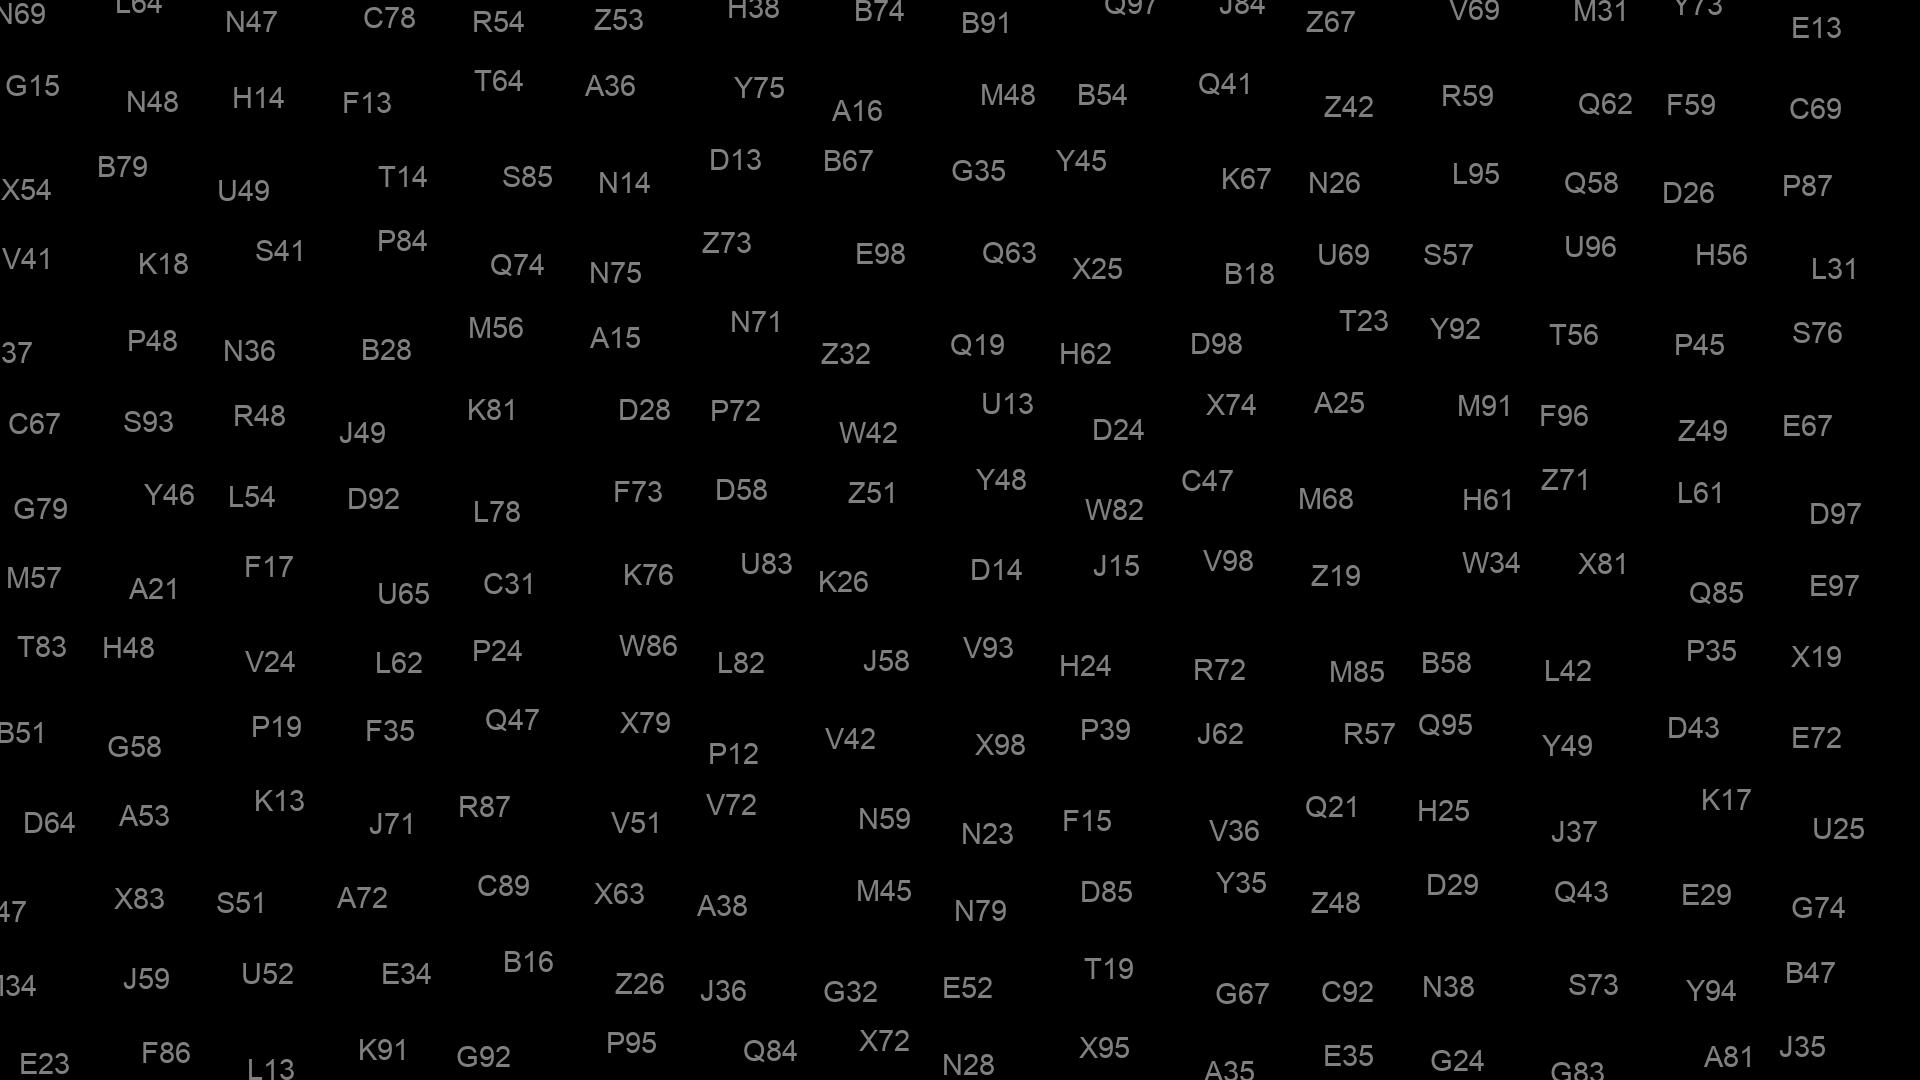 N69 L64 N47 C78 R54 Z53 H38 B74 B91 Q97 J84 Z67 V69 M31 Y73 E13
G15 N48 H14 F13 T64 A36 Y75 A16 M48 B54 Q41 Z42 R59 Q62 F59 C69
X54 B79 U49 T14 S85 N14 D13 B67 G35 Y45 K67 N26 L95 Q58 D26 P87
V41 K18 S41 P84 Q74 N75 Z73 E98 Q63 X25 B18 U69 S57 U96 H56 L31
37 P48 N36 B28 M56 A15 N71 Z32 Q19 H62 D98 T23 Y92 T56 P45 S76
C67 S93 R48 J49 K81 D28 P72 W42 U13 D24 X74 A25 M91 F96 Z49 E67
G79 Y46 L54 D92 L78 F73 D58 Z51 Y48 W82 C47 M68 H61 Z71 L61 D97
M57 A21 F17 U65 C31 K76 U83 K26 D14 J15 V98 Z19 W34 X81 Q85 E97
T83 H48 V24 L62 P24 W86 L82 J58 V93 H24 R72 M85 B58 L42 P35 X19
B51 G58 P19 F35 Q47 X79 P12 V42 X98 P39 J62 R57 Q95 Y49 D43 E72
D64 A53 K13 J71 R87 V51 V72 N59 N23 F15 V36 Q21 H25 J37 K17 U25
47 X83 S51 A72 C89 X63 A38 M45 N79 D85 Y35 Z48 D29 Q43 E29 G74
34 J59 U52 E34 B16 Z26 J36 G32 E52 T19 G67 C92 N38 S73 Y94 B47
E23 F86 L13 K91 G92 P95 Q84 X72 N28 X95 A35 E35 G24 G83 A81 J35